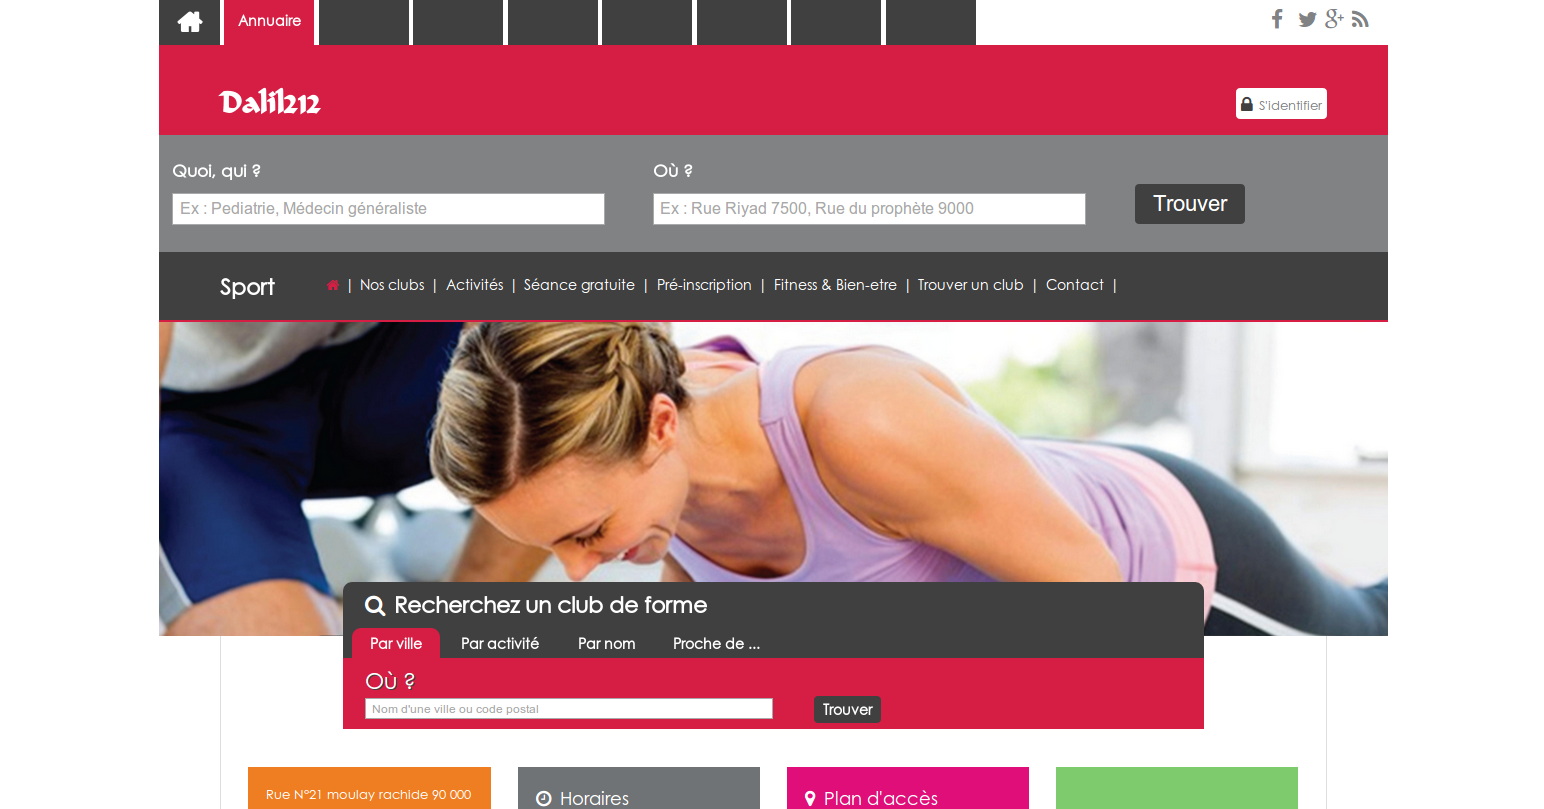 Annuaire
Dalil212
S'identifier
Quoi, qui ?
Où ?
Ex : Pediatrie, Médecin généraliste
Ex : Rue Riyad 7500, Rue du prophète 9000
Trouver
Sport
| Nos clubs | Activités | Séance gratuite | Pré-inscription | Fitness & Bien-etre | Trouver un club | Contact |
Recherchez un club de forme
Par ville
Par activité
Par nom
Proche de ...
Où ?
Nom d'une ville ou code postal
Trouver
Rue N°21 moulay rachide 90 000
Horaires
Plan d'accès